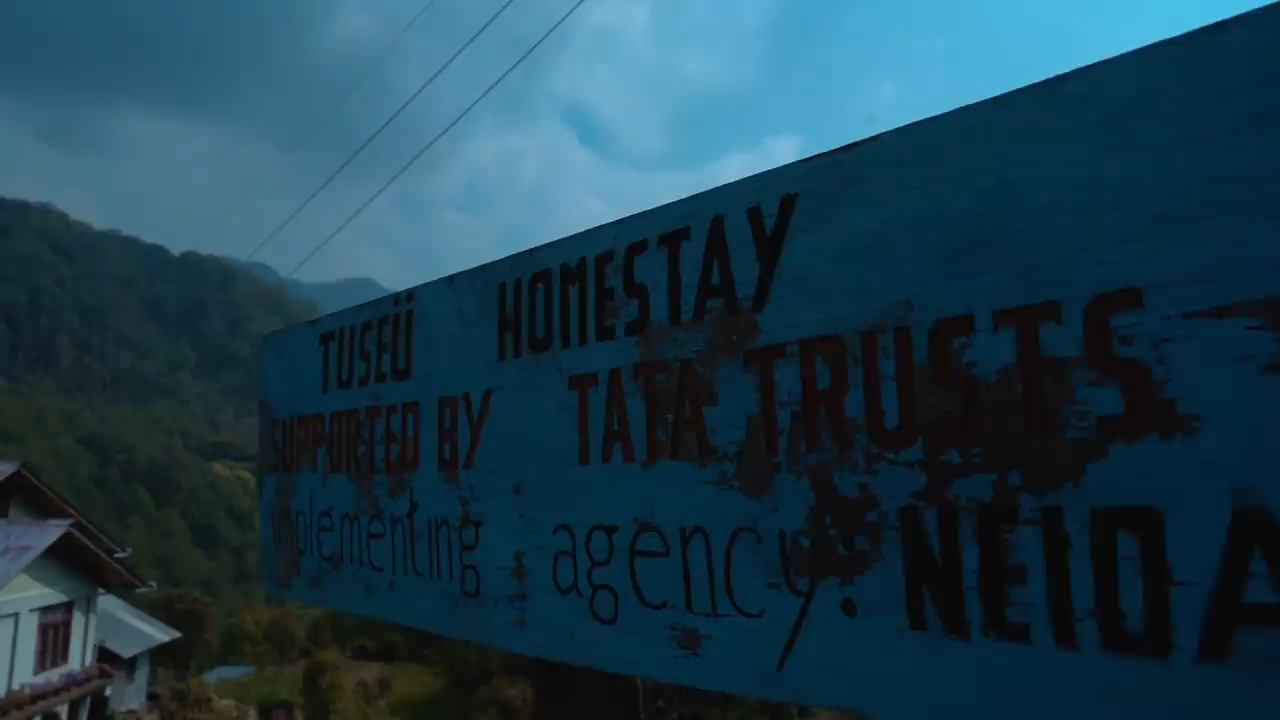 TUSEÜ HOMESTAY
SUPPORTED BY TATA TRUSTS
implementing agency: NEIDA